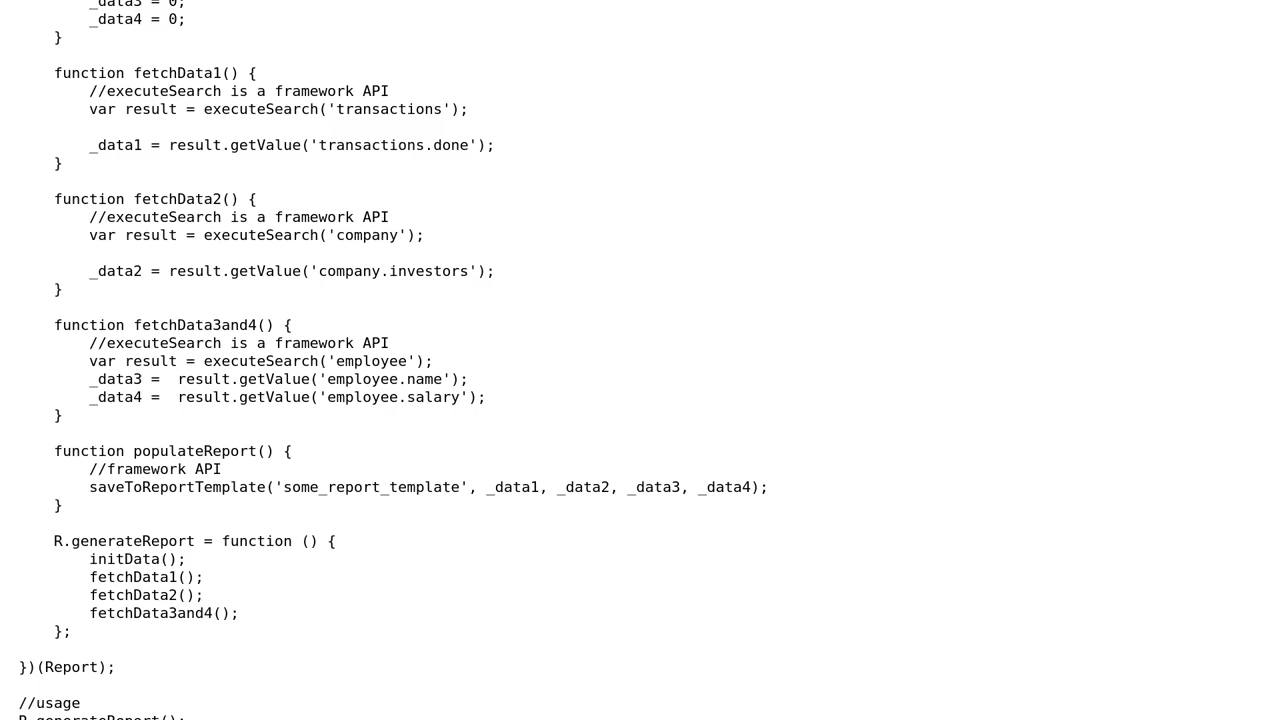 _data3 = 0;
_data4 = 0;
}
function fetchData1() {
//executeSearch is a framework API
var result = executeSearch('transactions');
_data1 = result.getValue('transactions.done');
}
function fetchData2() {
//executeSearch is a framework API
var result = executeSearch('company');
_data2 = result.getValue('company.investors');
}
function fetchData3and4() {
//executeSearch is a framework API
var result = executeSearch('employee');
_data3 =  result.getValue('employee.name');
_data4 =  result.getValue('employee.salary');
}
function populateReport() {
//framework API
saveToReportTemplate('some_report_template', _data1, _data2, _data3, _data4);
}
R.generateReport = function () {
initData();
fetchData1();
fetchData2();
fetchData3and4();
};
})(Report);
//usage
R.generateReport();